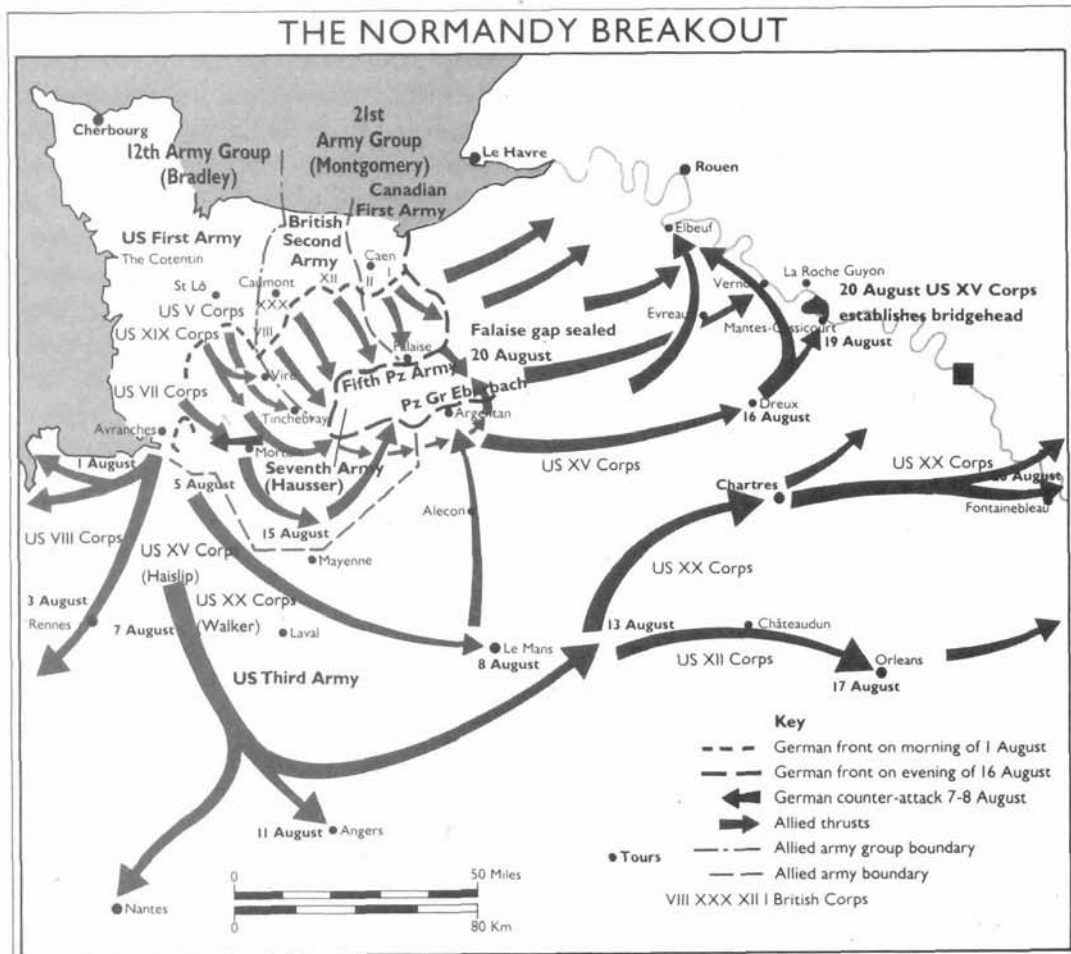 THE NORMANDY BREAKOUT
Cherbourg
12th Army Group
(Bradley)
21st
Army Group
(Montgomery)
Le Havre
Rouen
Canadian
First Army
British
Second
Army
US First Army
The Cotentin
Caen
Elbeuf
XII
II
I
St Lô
Caumont
XXX
US V Corps
VIII
US XIX Corps
La Roche Guyon
20 August US XV Corps
establishes bridgehead
Evreau
Mantes-Gassicourt
19 August
Falaise gap sealed
20 August
Falaise
Vire
Fifth Pz Army
US VII Corps
Pz Gr Eberbach
Tinchebray
Argentan
Dreux
16 August
Avranches
1 August
5 August
Seventh Army
(Hausser)
US XV Corps
US XX Corps
Chartres
Fontainebleau
15 August
Alecon
US VIII Corps
US XV Corps
(Haislip)
Mayenne
US XX Corps
US XX Corps
(Walker)
3 August
Rennes
7 August
Laval
Le Mans
8 August
13 August
Châteaudun
US XII Corps
Orleans
17 August
US Third Army
11 August
Angers
Tours
Nantes
0
50 Miles
0
80 Km
Key
German front on morning of 1 August
German front on evening of 16 August
German counter-attack 7-8 August
Allied thrusts
Allied army group boundary
Allied army boundary
VIII XXX XII I British Corps